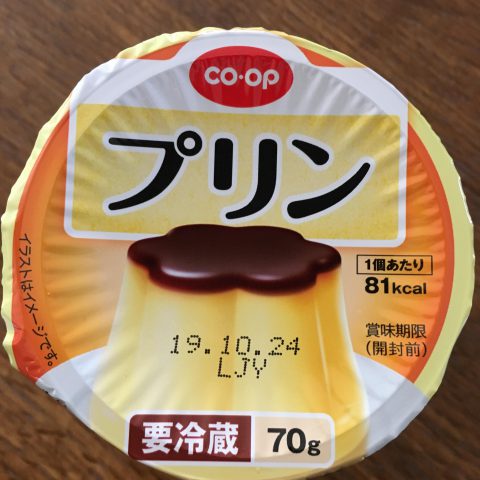 CO·OP
プリン
1個あたり
81kcal
賞味期限
(開封前)
イラストはイメージです。
19.10.24
LJY
要冷蔵 70g